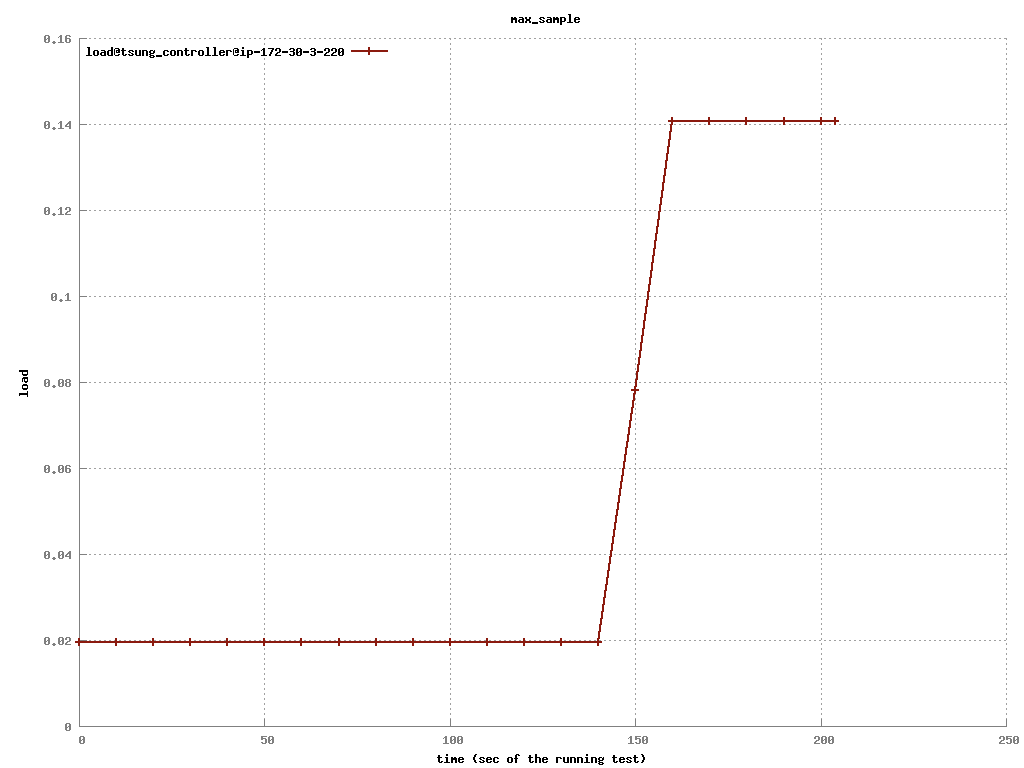 max_sample
load@tsung_controller@ip-172-30-3-220
0.16
0.14
0.12
0.1
0.08
0.06
0.04
0.02
0
load
0 50 100 150 200 250
time (sec of the running test)